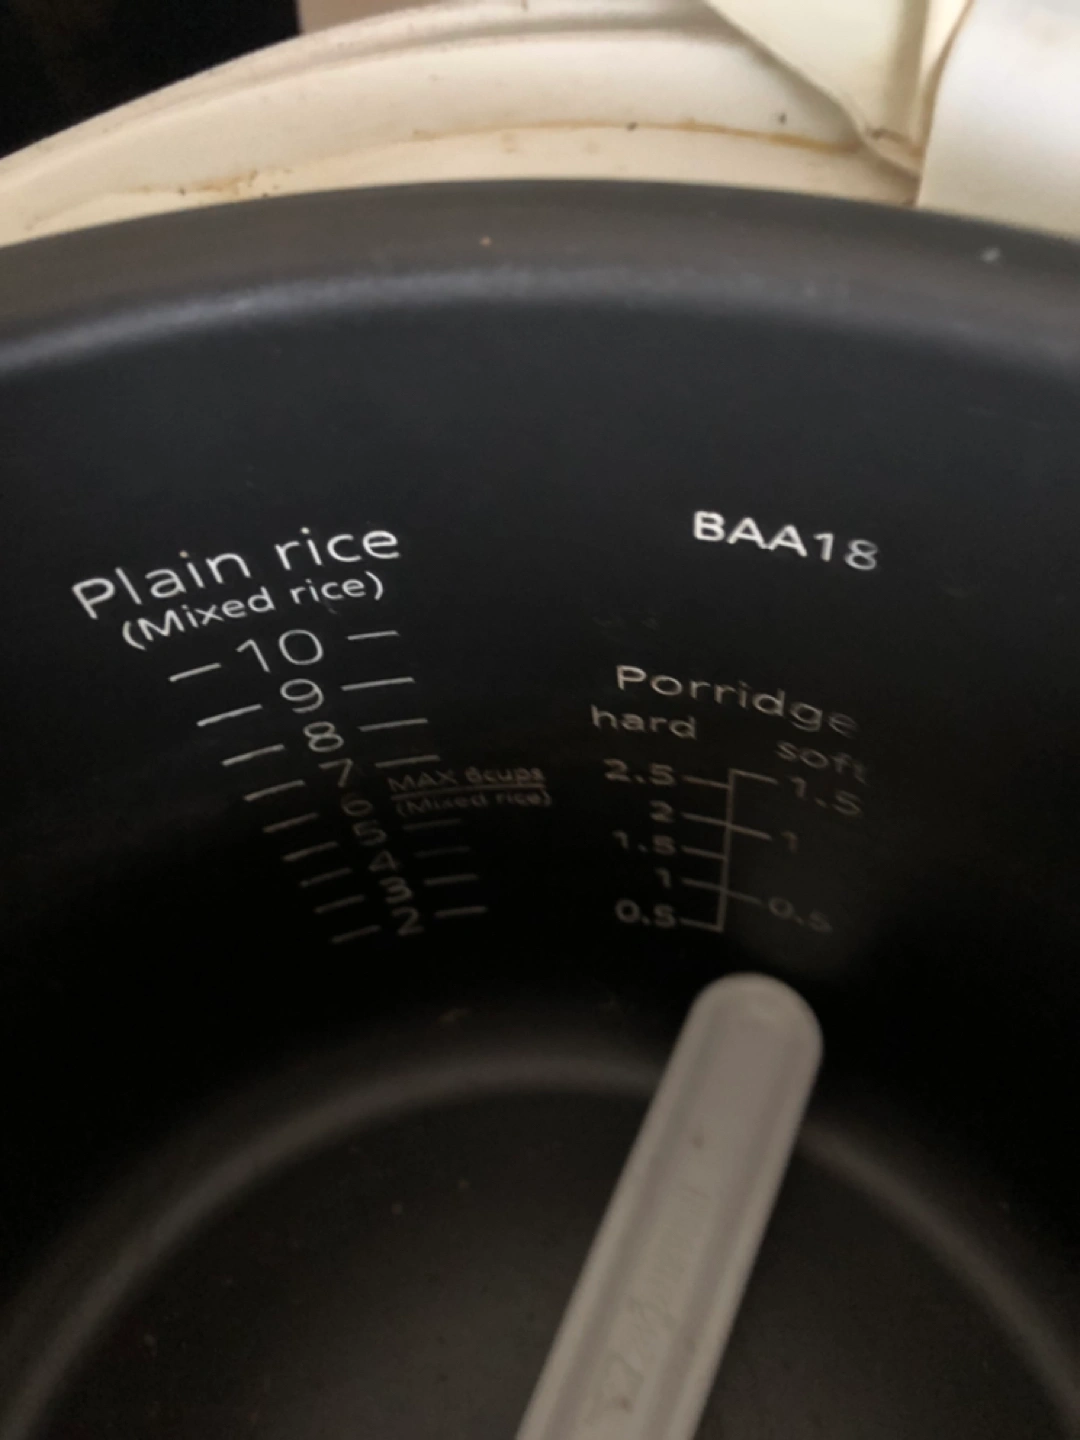 Plain rice
(Mixed rice)
10
9
8
7
MAX 6cups
(Mixed rice)
6
5
4
3
2
BAA18
Porridge
hard
soft
2.5
1.5
2
1
1.5
1
0.5
0.5